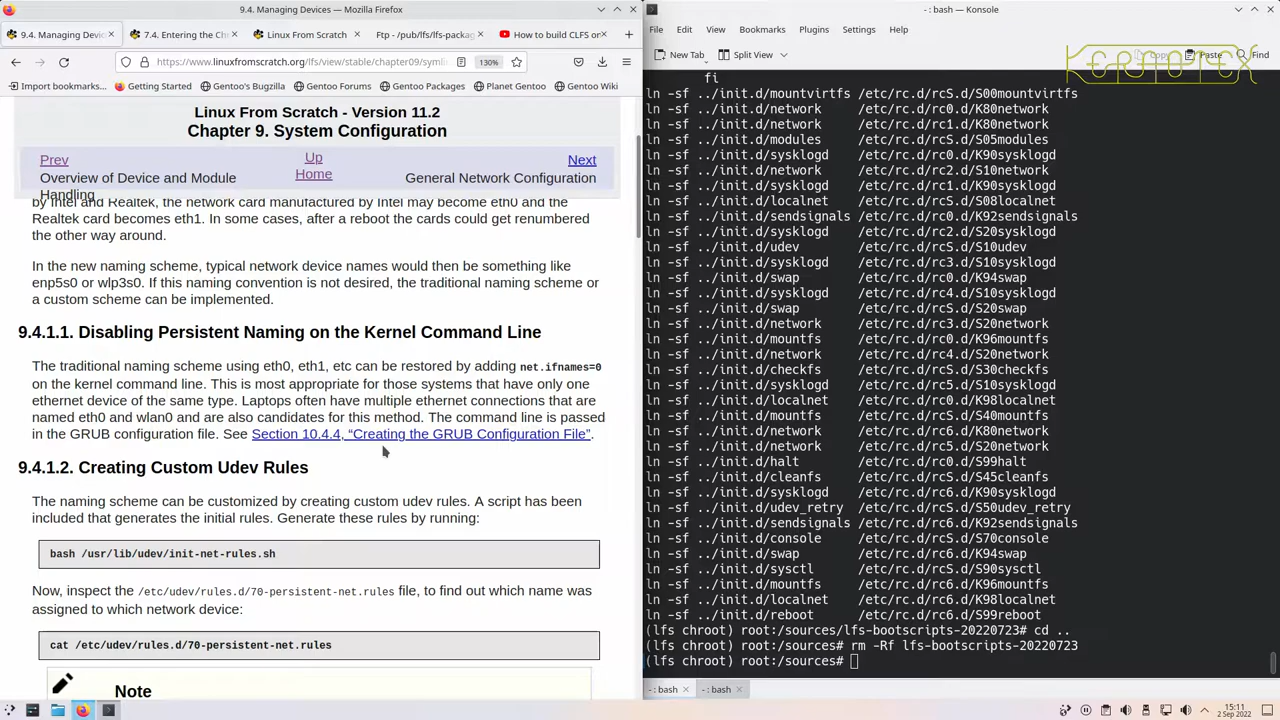 9.4. Managing Devices — Mozilla Firefox
9.4. Managing Devic
7.4. Entering the Ch
Linux From Scratch
Ftp - /pub/lfs/lfs-packag
How to build CLFS on
https://www.linuxfromscratch.org/lfs/view/stable/chapter09/symli
Import bookmarks...
Getting Started
Gentoo's Bugzilla
Gentoo Forums
Gentoo Packages
Planet Gentoo
Gentoo Wiki
Linux From Scratch - Version 11.2
Chapter 9. System Configuration
Prev
Up
Next
Overview of Device and Module
Home
General Network Configuration
Handling
by Intel and Realtek, the network card manufactured by Intel may become eth0 and the
Realtek card becomes eth1. In some cases, after a reboot the cards could get renumbered
the other way around.
In the new naming scheme, typical network device names would then be something like
enp5s0 or wlp3s0. If this naming convention is not desired, the traditional naming scheme or
a custom scheme can be implemented.
9.4.1.1. Disabling Persistent Naming on the Kernel Command Line
The traditional naming scheme using eth0, eth1, etc can be restored by adding net.ifnames=0
on the kernel command line. This is most appropriate for those systems that have only one
ethernet device of the same type. Laptops often have multiple ethernet connections that are
named eth0 and wlan0 and are also candidates for this method. The command line is passed
in the GRUB configuration file. See Section 10.4.4, “Creating the GRUB Configuration File”.
9.4.1.2. Creating Custom Udev Rules
The naming scheme can be customized by creating custom udev rules. A script has been
included that generates the initial rules. Generate these rules by running:
bash /usr/lib/udev/init-net-rules.sh
Now, inspect the /etc/udev/rules.d/70-persistent-net.rules file, to find out which name was
assigned to which network device:
cat /etc/udev/rules.d/70-persistent-net.rules
Note
- : bash — Konsole
File Edit View Bookmarks Plugins Settings Help
New Tab Split View Copy Paste Find
KERNOTEX
fi
ln -sf ../init.d/mountvirtfs /etc/rc.d/rcS.d/S00mountvirtfs
ln -sf ../init.d/network /etc/rc.d/rc0.d/K80network
ln -sf ../init.d/network /etc/rc.d/rc1.d/K80network
ln -sf ../init.d/modules /etc/rc.d/rcS.d/S05modules
ln -sf ../init.d/sysklogd /etc/rc.d/rc0.d/K90sysklogd
ln -sf ../init.d/network /etc/rc.d/rc2.d/S10network
ln -sf ../init.d/sysklogd /etc/rc.d/rc1.d/K90sysklogd
ln -sf ../init.d/localnet /etc/rc.d/rcS.d/S08localnet
ln -sf ../init.d/sendsignals /etc/rc.d/rc0.d/K92sendsignals
ln -sf ../init.d/sysklogd /etc/rc.d/rc2.d/S20sysklogd
ln -sf ../init.d/udev /etc/rc.d/rcS.d/S10udev
ln -sf ../init.d/sysklogd /etc/rc.d/rc3.d/S10sysklogd
ln -sf ../init.d/swap /etc/rc.d/rc0.d/K94swap
ln -sf ../init.d/sysklogd /etc/rc.d/rc4.d/S10sysklogd
ln -sf ../init.d/swap /etc/rc.d/rcS.d/S20swap
ln -sf ../init.d/network /etc/rc.d/rc3.d/S20network
ln -sf ../init.d/mountfs /etc/rc.d/rc0.d/K96mountfs
ln -sf ../init.d/network /etc/rc.d/rc4.d/S20network
ln -sf ../init.d/checkfs /etc/rc.d/rcS.d/S30checkfs
ln -sf ../init.d/sysklogd /etc/rc.d/rc5.d/S10sysklogd
ln -sf ../init.d/localnet /etc/rc.d/rc0.d/K98localnet
ln -sf ../init.d/mountfs /etc/rc.d/rcS.d/S40mountfs
ln -sf ../init.d/network /etc/rc.d/rc6.d/K80network
ln -sf ../init.d/network /etc/rc.d/rc5.d/S20network
ln -sf ../init.d/halt /etc/rc.d/rc0.d/S99halt
ln -sf ../init.d/cleanfs /etc/rc.d/rcS.d/S45cleanfs
ln -sf ../init.d/sysklogd /etc/rc.d/rc6.d/K90sysklogd
ln -sf ../init.d/udev_retry /etc/rc.d/rcS.d/S50udev_retry
ln -sf ../init.d/sendsignals /etc/rc.d/rc6.d/K92sendsignals
ln -sf ../init.d/console /etc/rc.d/rcS.d/S70console
ln -sf ../init.d/swap /etc/rc.d/rc6.d/K94swap
ln -sf ../init.d/sysctl /etc/rc.d/rcS.d/S90sysctl
ln -sf ../init.d/mountfs /etc/rc.d/rc6.d/K96mountfs
ln -sf ../init.d/localnet /etc/rc.d/rc6.d/K98localnet
ln -sf ../init.d/reboot /etc/rc.d/rc6.d/S99reboot
(lfs chroot) root:/sources/lfs-bootscripts-20220723# cd ..
(lfs chroot) root:/sources# rm -Rf lfs-bootscripts-20220723
(lfs chroot) root:/sources#
- : bash
- : bash
15:11
2 Sep 2022